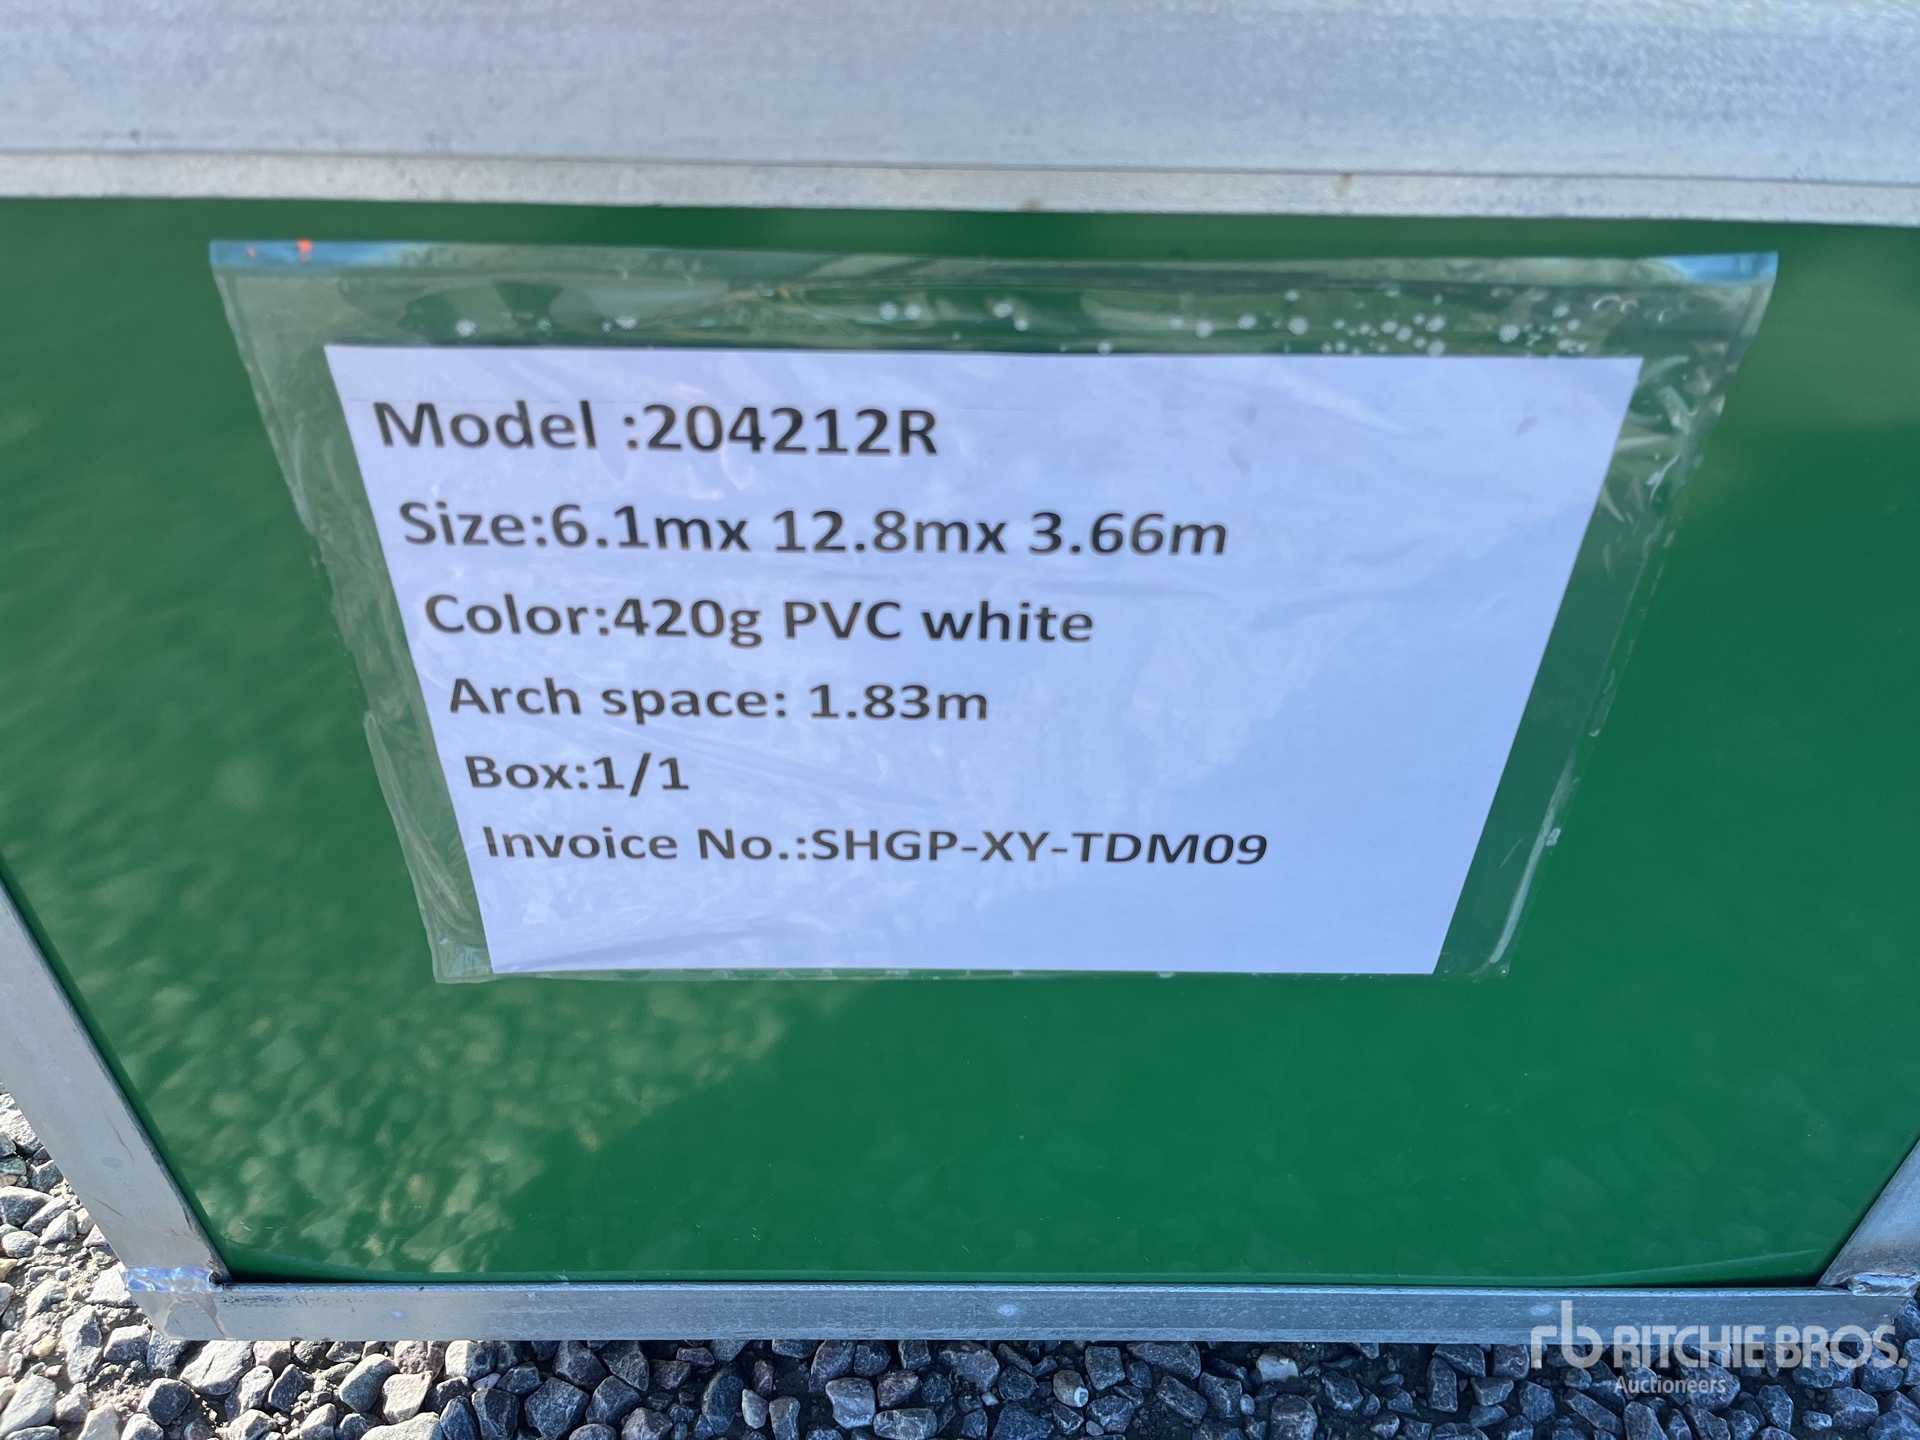 Model :204212R
Size:6.1mx 12.8mx 3.66m
Color:420g PVC white
Arch space: 1.83m
Box:1/1
Invoice No.:SHGP-XY-TDM09
rb RITCHIE BROS.
Auctioneers